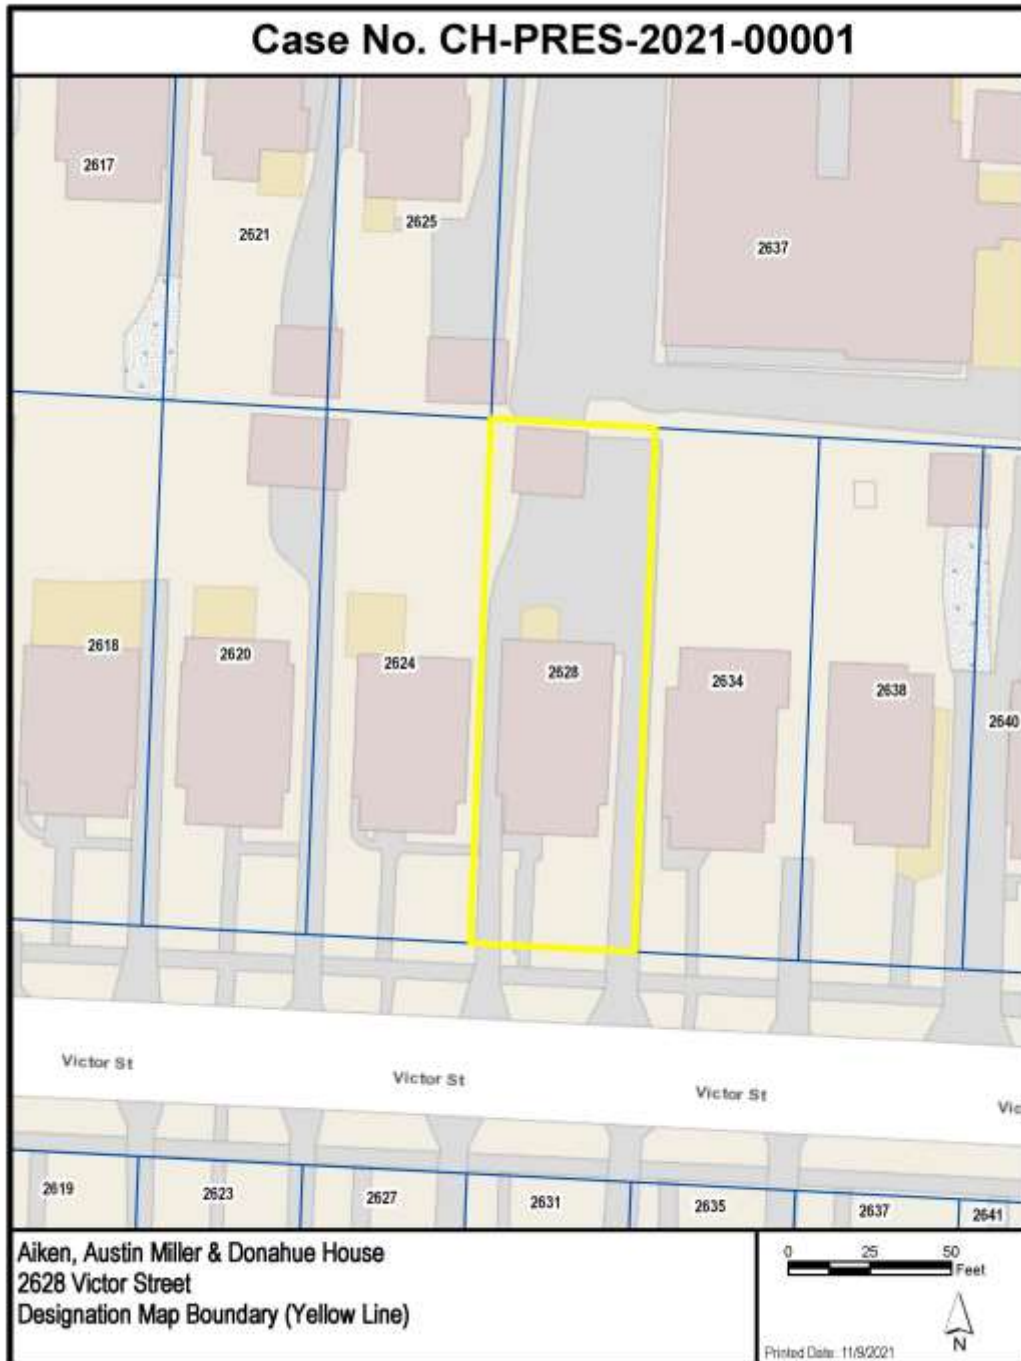 Case No. CH-PRES-2021-00001
2617
2621
2625
2637
2618
2620
2624
2628
2634
2638
2640
Victor St
Victor St
Victor St
Vic
2619
2623
2627
2631
2635
2637
2641
Aiken, Austin Miller & Donahue House
2628 Victor Street
Designation Map Boundary (Yellow Line)
0 25 50
Feet
N
Printed Date: 11/9/2021